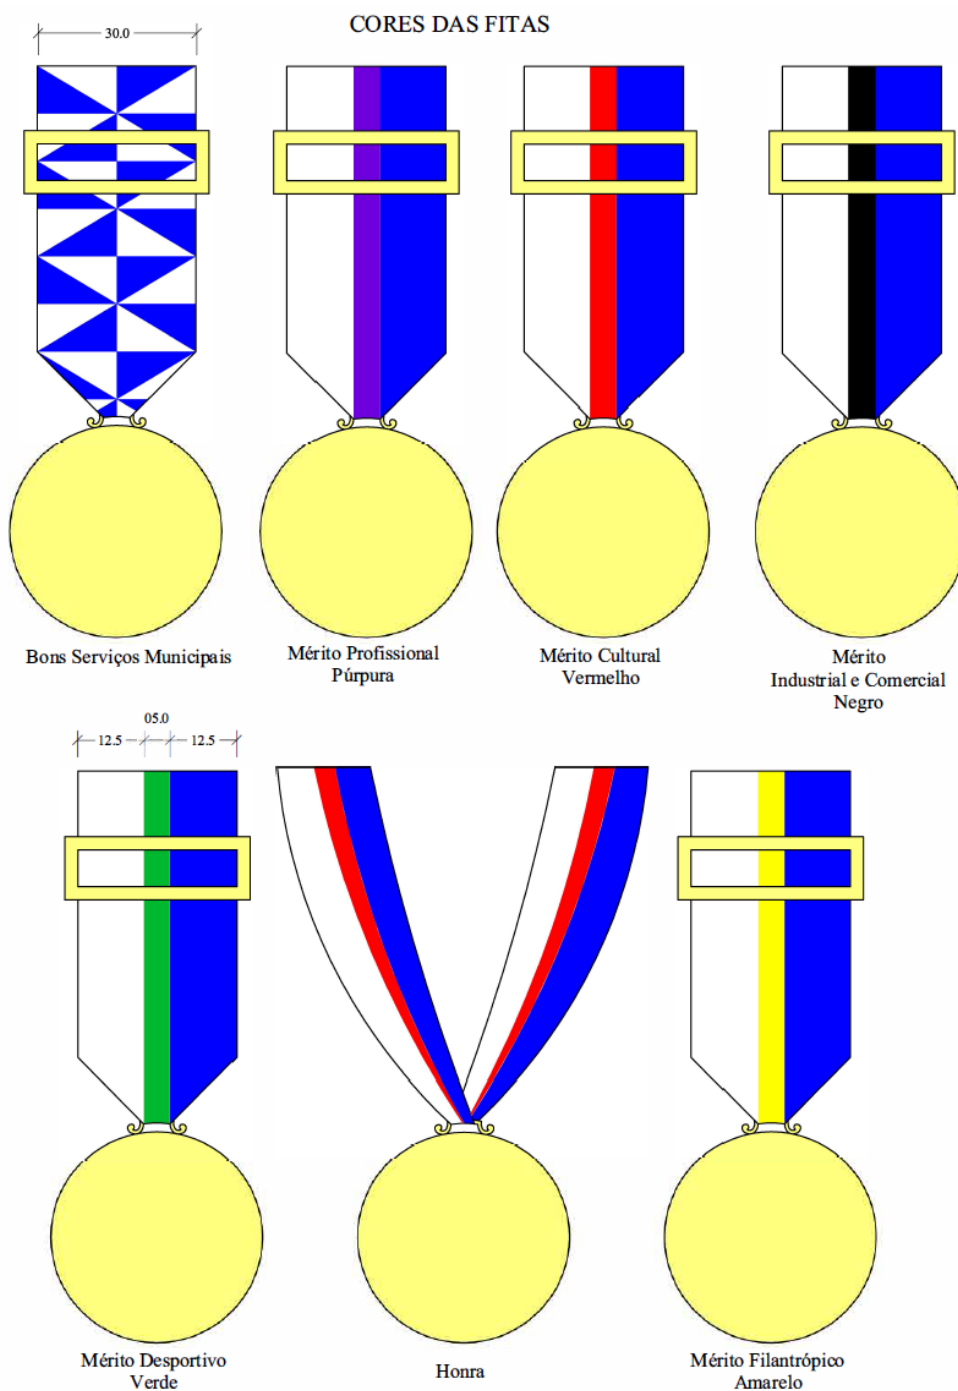 CORES DAS FITAS
30.0
Bons Serviços Municipais
Mérito Profissional
Púrpura
Mérito Cultural
Vermelho
Mérito
Industrial e Comercial
Negro
05.0
12.5 12.5
Mérito Desportivo
Verde
Honra
Mérito Filantrópico
Amarelo